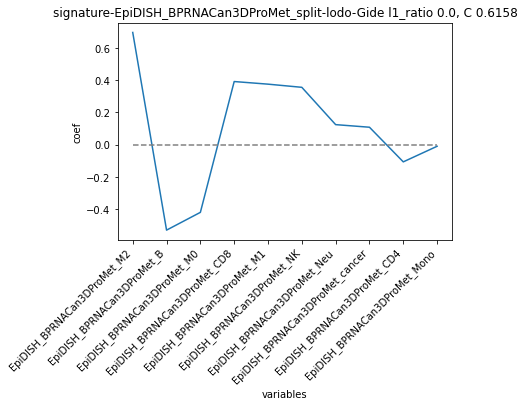 signature-EpiDISH_BPRNACan3DProMet_split-lodo-Gide l1_ratio 0.0, C 0.6158
0.6
0.4
0.2
0.0
−0.2
−0.4
coef
EpiDISH_BPRNACan3DProMet_M2
EpiDISH_BPRNACan3DProMet_B
EpiDISH_BPRNACan3DProMet_M0
EpiDISH_BPRNACan3DProMet_CD8
EpiDISH_BPRNACan3DProMet_M1
EpiDISH_BPRNACan3DProMet_NK
EpiDISH_BPRNACan3DProMet_Neu
EpiDISH_BPRNACan3DProMet_cancer
EpiDISH_BPRNACan3DProMet_CD4
EpiDISH_BPRNACan3DProMet_Mono
variables